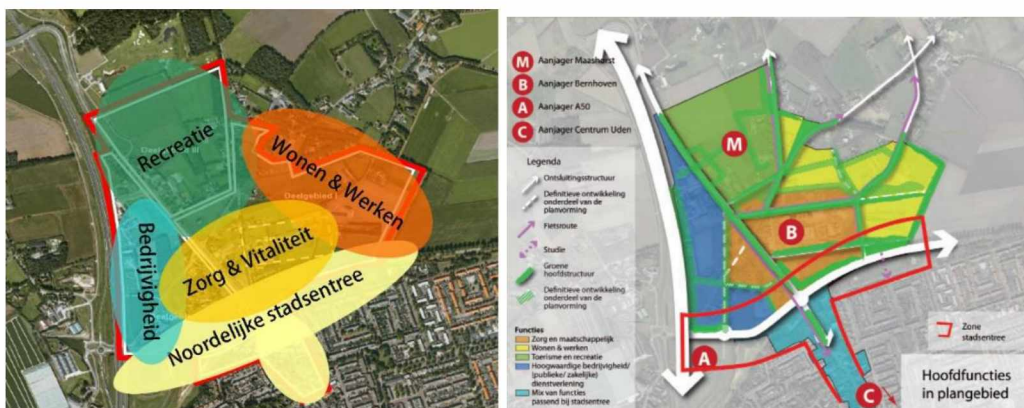 Recreatie
Wonen & Werken
Bedrijvigheid
Zorg & Vitaliteit
Noordelijke stadsentree
M Aanjager Maashorst
B Aanjager Bernhoven
A Aanjager A50
C Aanjager Centrum Uden
Legenda
Ontsluitingsstructuur
Definitieve ontwikkeling
onderdeel van de
planvorming
Fietsroute
Studie
Groene
hoofdstructuur
Definitieve ontwikkeling
onderdeel van de
planvorming
Functies
Zorg en maatschappelijk
Wonen & werken
Toerisme en recreatie
Hoogwaardige bedrijvigheid/
(publieke/ zakelijke)
dienstverlening
Mix van functies
passend bij stadsentree
M
B
A
C
Zone
stadsentree
Hoofdfuncties
in plangebied